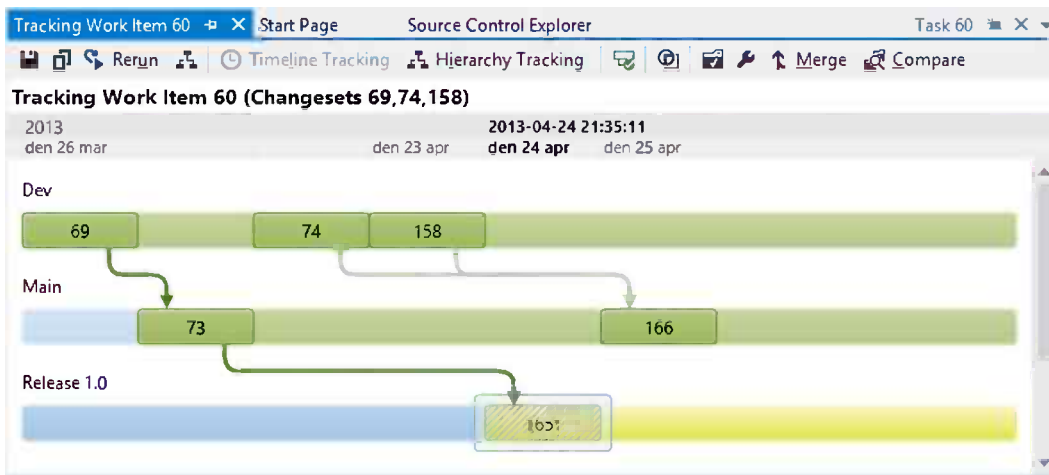 Tracking Work Item 60 Start Page Source Control Explorer Task 60
Rerun Timeline Tracking Hierarchy Tracking Merge Compare
Tracking Work Item 60 (Changesets 69,74,158)
2013 2013-04-24 21:35:11
den 26 mar den 23 apr den 24 apr den 25 apr
Dev
69 74 158
Main
73 166
Release 1.0